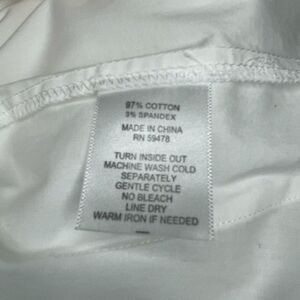 97% COTTON
3% SPANDEX
MADE IN CHINA
RN 59478
TURN INSIDE OUT
MACHINE WASH COLD
SEPARATELY
GENTLE CYCLE
NO BLEACH
LINE DRY
WARM IRON IF NEEDED